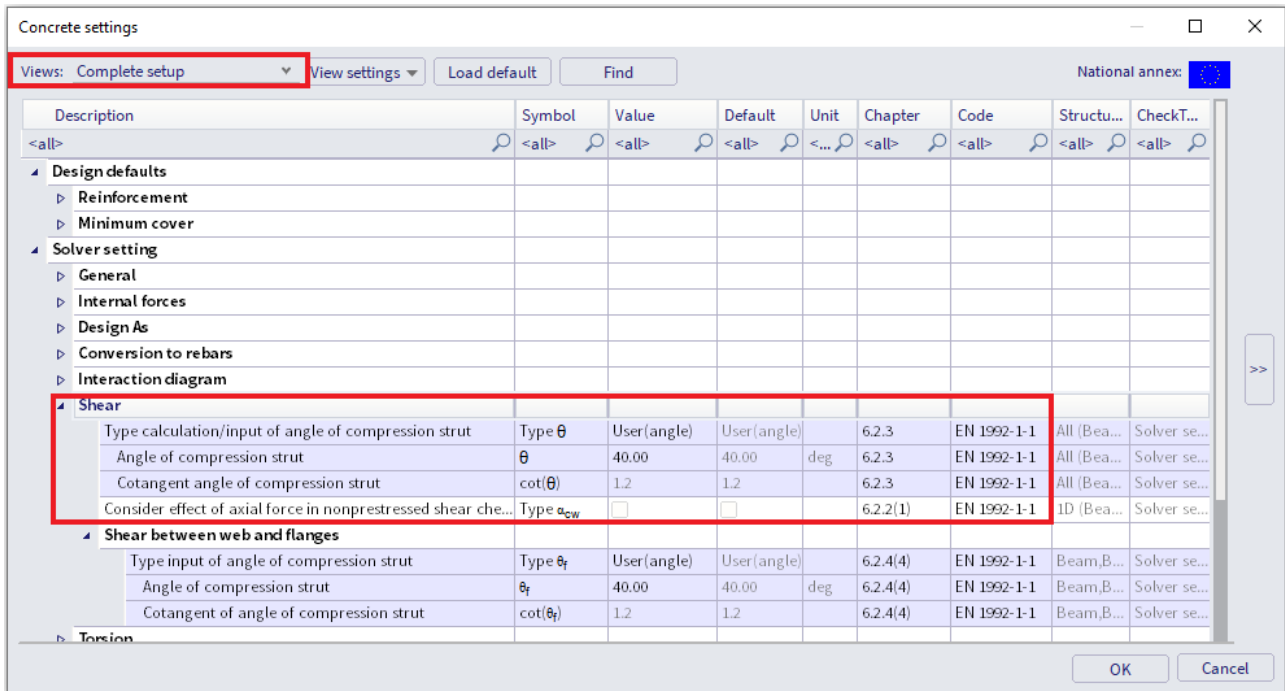 Concrete settings
Views: Complete setup View settings Load default Find National annex:
Description Symbol Value Default Unit Chapter Code Structu... CheckT...
<all> <all> <all> <all> <... <all> <all> <all> <all>
Design defaults
Reinforcement
Minimum cover
Solver setting
General
Internal forces
Design As
Conversion to rebars
Interaction diagram
>>
Shear
Type calculation/input of angle of compression strut Type θ User(angle) User(angle) 6.2.3 EN 1992-1-1 All (Bea... Solver se...
Angle of compression strut θ 40.00 40.00 deg 6.2.3 EN 1992-1-1 All (Bea... Solver se...
Cotangent angle of compression strut cot(θ) 1.2 1.2 6.2.3 EN 1992-1-1 All (Bea... Solver se...
Consider effect of axial force in nonprestressed shear che... Type αcw 6.2.2(1) EN 1992-1-1 1D (Bea... Solver se...
Shear between web and flanges
Type input of angle of compression strut Type θf User(angle) User(angle) 6.2.4(4) EN 1992-1-1 Beam,B... Solver se...
Angle of compression strut θf 40.00 40.00 deg 6.2.4(4) EN 1992-1-1 Beam,B... Solver se...
Cotangent of angle of compression strut cot(θf) 1.2 1.2 6.2.4(4) EN 1992-1-1 Beam,B... Solver se...
Torsion
OK Cancel